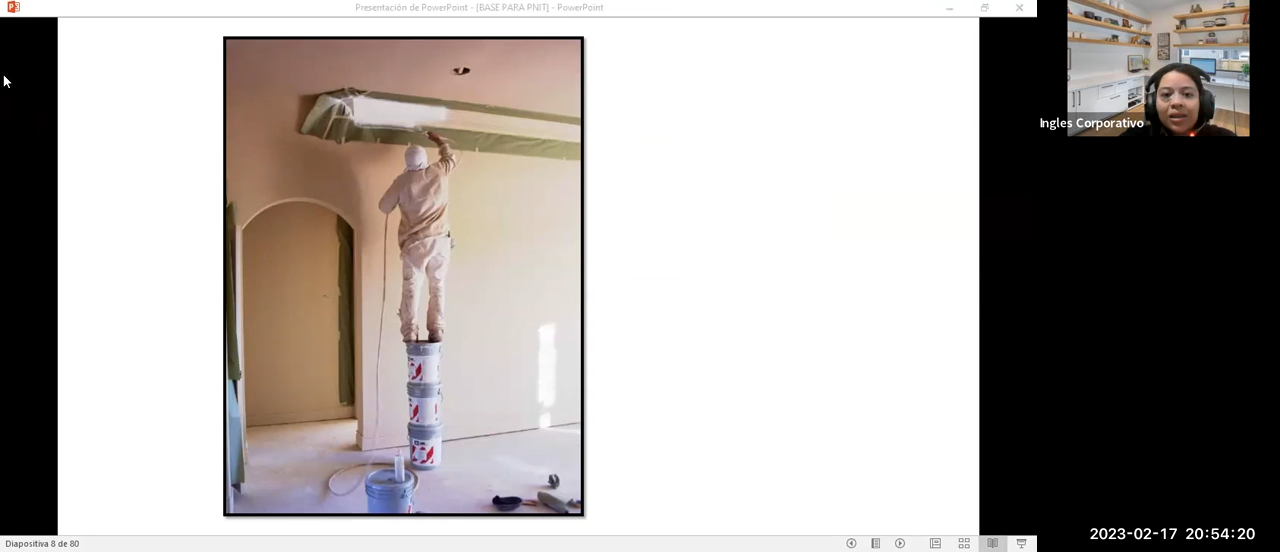 Presentación de PowerPoint - [BASE PARA PNIT] - PowerPoint
Ingles Corporativo
Diapositiva 8 de 80
2023-02-17 20:54:20